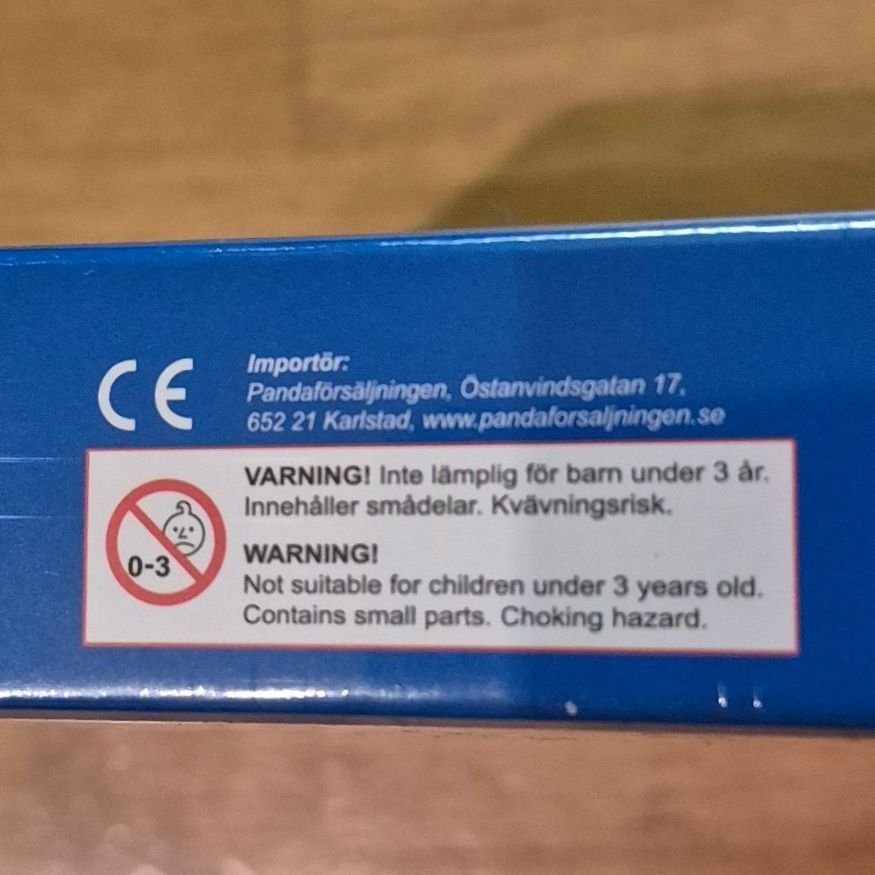 CE
Importör:
Pandaförsäljningen, Östanvindsgatan 17,
652 21 Karlstad, www.pandaforsaljningen.se
VARNING! Inte lämplig för barn under 3 år.
Innehåller smådelar. Kvävningsrisk.
0-3
WARNING!
Not suitable for children under 3 years old.
Contains small parts. Choking hazard.